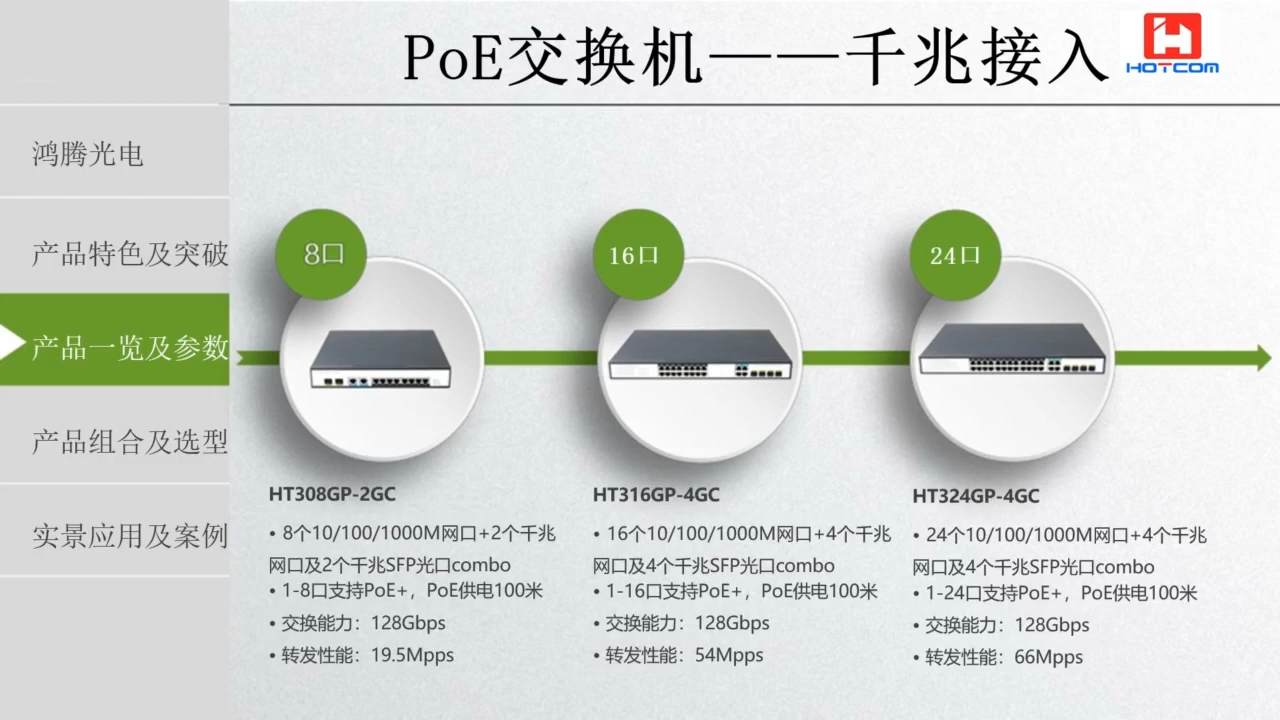 PoE交换机——千兆接入
HOTCOM
鸿腾光电
产品特色及突破
产品一览及参数
产品组合及选型
实景应用及案例
8口
HT308GP-2GC
• 8个10/100/1000M网口+2个千兆
网口及2个千兆SFP光口combo
• 1-8口支持PoE+，PoE供电100米
• 交换能力：128Gbps
• 转发性能：19.5Mpps
16口
HT316GP-4GC
• 16个10/100/1000M网口+4个千兆
网口及4个千兆SFP光口combo
• 1-16口支持PoE+，PoE供电100米
• 交换能力：128Gbps
• 转发性能：54Mpps
24口
HT324GP-4GC
• 24个10/100/1000M网口+4个千兆
网口及4个千兆SFP光口combo
• 1-24口支持PoE+，PoE供电100米
• 交换能力：128Gbps
• 转发性能：66Mpps